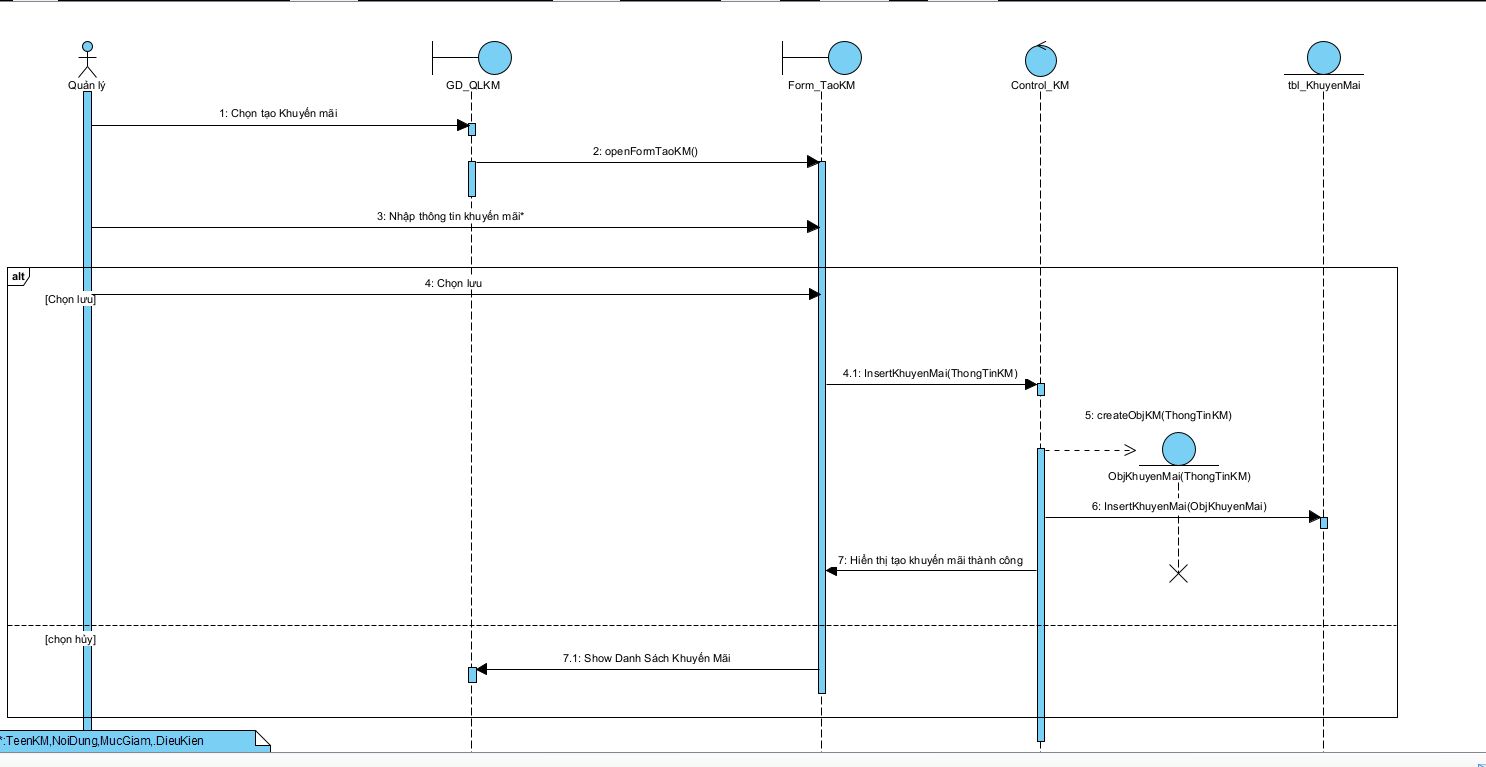 Quản lý
GD_QLKM
Form_TaoKM
Control_KM
tbl_KhuyenMai
1: Chọn tạo Khuyến mãi
2: openFormTaoKM()
3: Nhập thông tin khuyến mãi*
alt
[Chọn lưu]
4: Chọn lưu
4.1: InsertKhuyenMai(ThongTinKM)
5: createObjKM(ThongTinKM)
ObjKhuyenMai(ThongTinKM)
6: InsertKhuyenMai(ObjKhuyenMai)
7: Hiển thị tạo khuyến mãi thành công
[chọn hủy]
7.1: Show Danh Sách Khuyến Mãi
*:TeenKM,NoiDung,MucGiam,.DieuKien